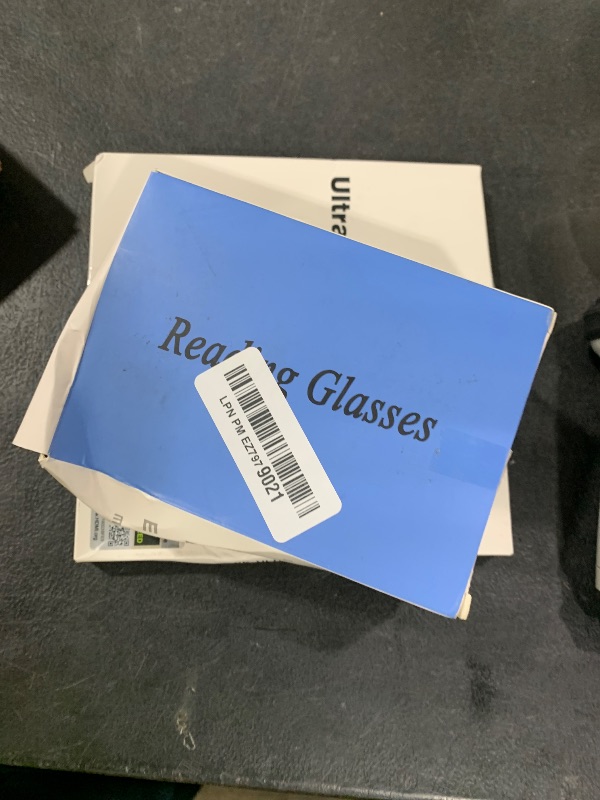 Ultra
Reading Glasses
LPN PM EZ7979021